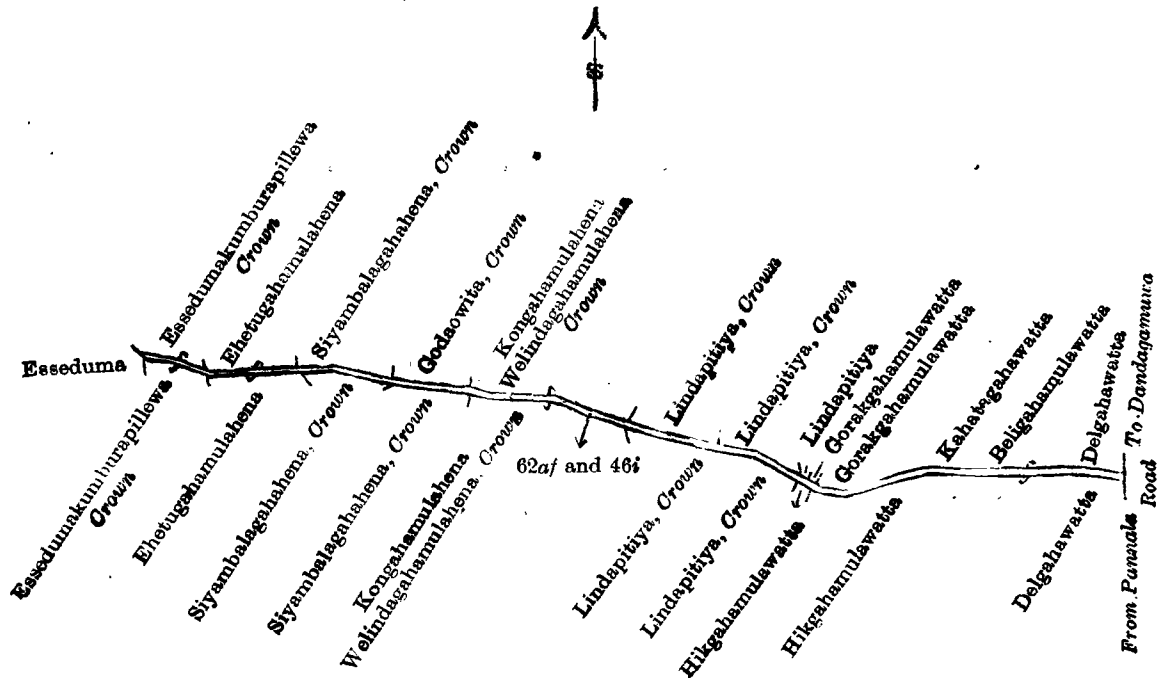 Essedumakumburapillewa
Crown
Ehetugahamulahena
Siyambalagahahena, Crown
Godaowita, Crown
Kongahamulahena
Welindagahamulahena
Crown
Lindapitiya, Crown
Lindapitiya, Crown
Lindapitiya
Gorakgahamulawatta
Gorakgahamulawatta
Kahatagahawatta
Beligahamulawatta
Delgahawatta
To Dandagamuwa
Esseduma
62af and 46i
Essedumakumburapillewa
Crown
Ehetugahamulahena
Siyambalagahahena, Crown
Siyambalagahahena, Crown
Kongahamulahena
Welindagahamulahena, Crown
Lindapitiya, Crown
Lindapitiya, Crown
Hikgahamulawatta
Hikgahamulawatta
Delgahawatta
From Pannala
Road